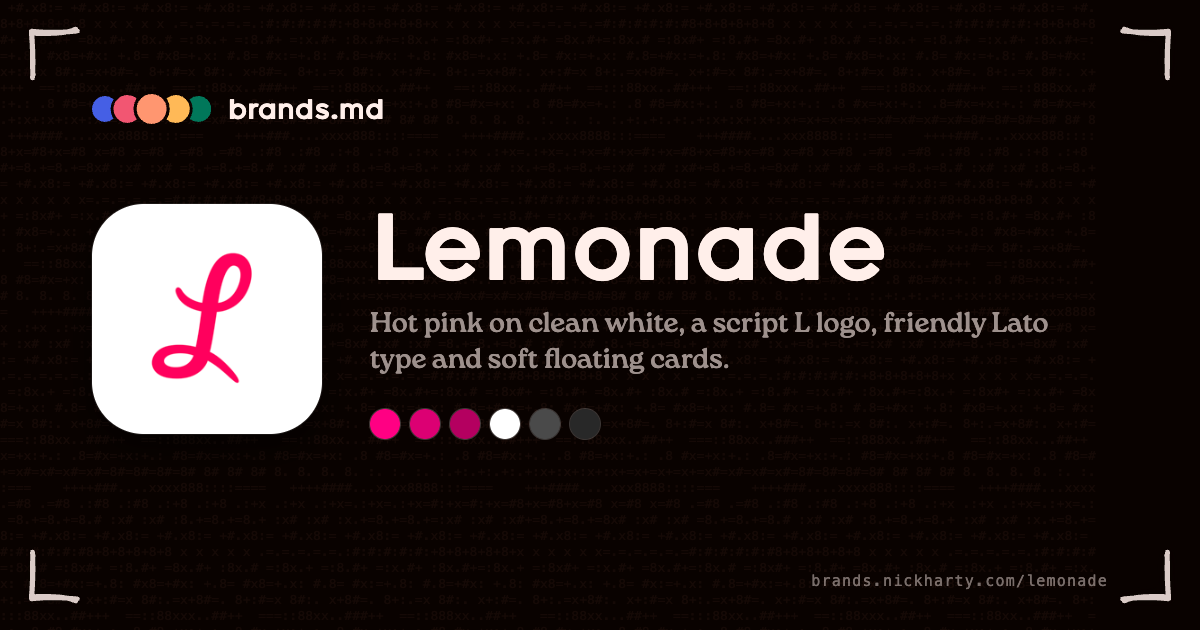 brands.md
L
Lemonade
Hot pink on clean white, a script L logo, friendly Lato
type and soft floating cards.
brands.nickharty.com/lemonade